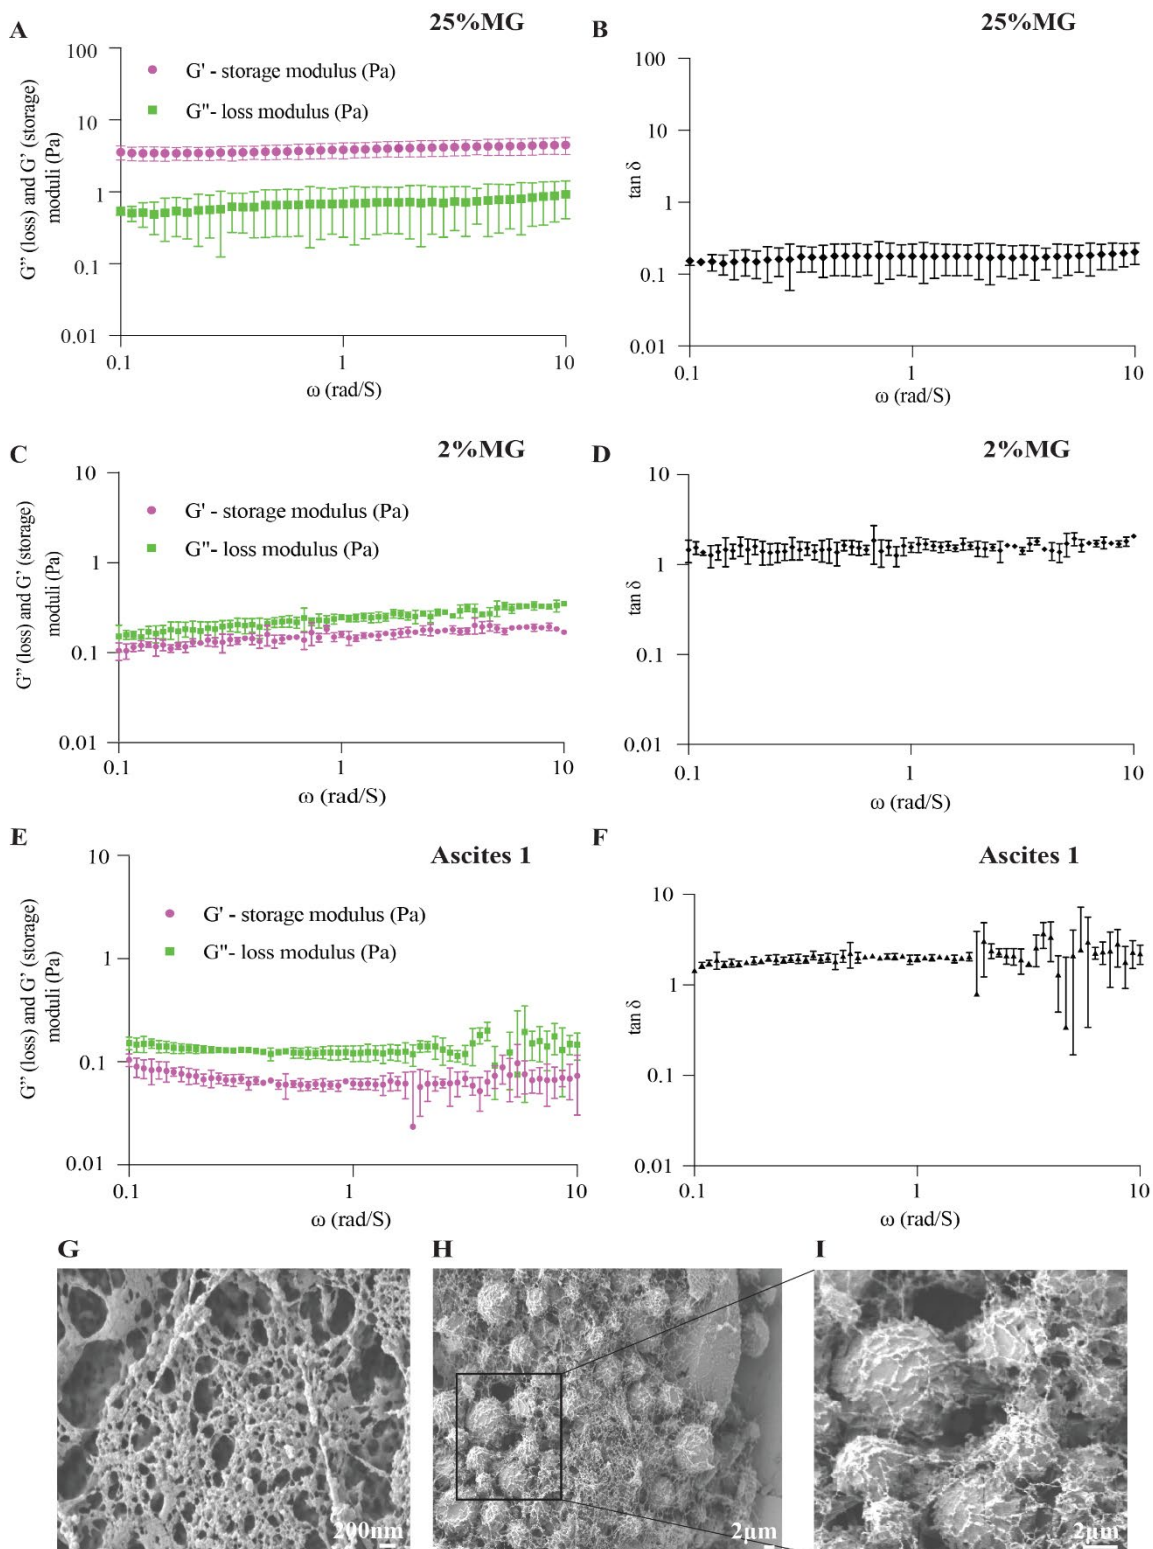 A
25%MG
100
G' - storage modulus (Pa)
G"- loss modulus (Pa)
10
1
0.1
0.01
G” (loss) and G’ (storage)
moduli (Pa)
0.1
1
10
ω (rad/S)
B
25%MG
100
10
1
0.1
0.01
tan δ
0.1
1
10
ω (rad/S)
C
2%MG
10
G' - storage modulus (Pa)
G"- loss modulus (Pa)
1
0.1
0.01
G” (loss) and G’ (storage)
moduli (Pa)
0.1
1
10
ω (rad/S)
D
2%MG
10
1
0.1
0.01
tan δ
0.1
1
10
ω (rad/S)
E
Ascites 1
10
G' - storage modulus (Pa)
G"- loss modulus (Pa)
1
0.1
0.01
G” (loss) and G’ (storage)
moduli (Pa)
0.1
1
10
ω (rad/S)
F
Ascites 1
10
1
0.1
0.01
tan δ
0.1
1
10
ω (rad/S)
G
200nm
H
2μm
I
2μm